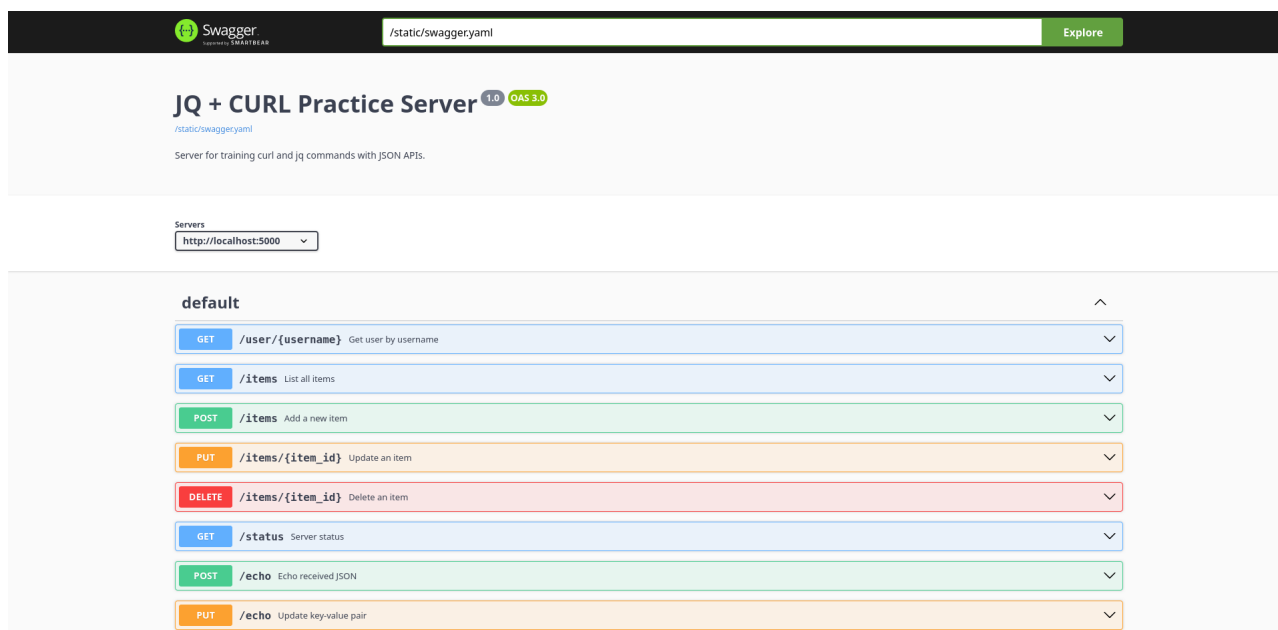 Swagger.
Supported by SMARTBEAR
/static/swagger.yaml
Explore
JQ + CURL Practice Server 1.0 OAS 3.0
/static/swagger.yaml
Server for training curl and jq commands with JSON APIs.
Servers
http://localhost:5000
default
GET /user/{username} Get user by username
GET /items List all items
POST /items Add a new item
PUT /items/{item_id} Update an item
DELETE /items/{item_id} Delete an item
GET /status Server status
POST /echo Echo received JSON
PUT /echo Update key-value pair